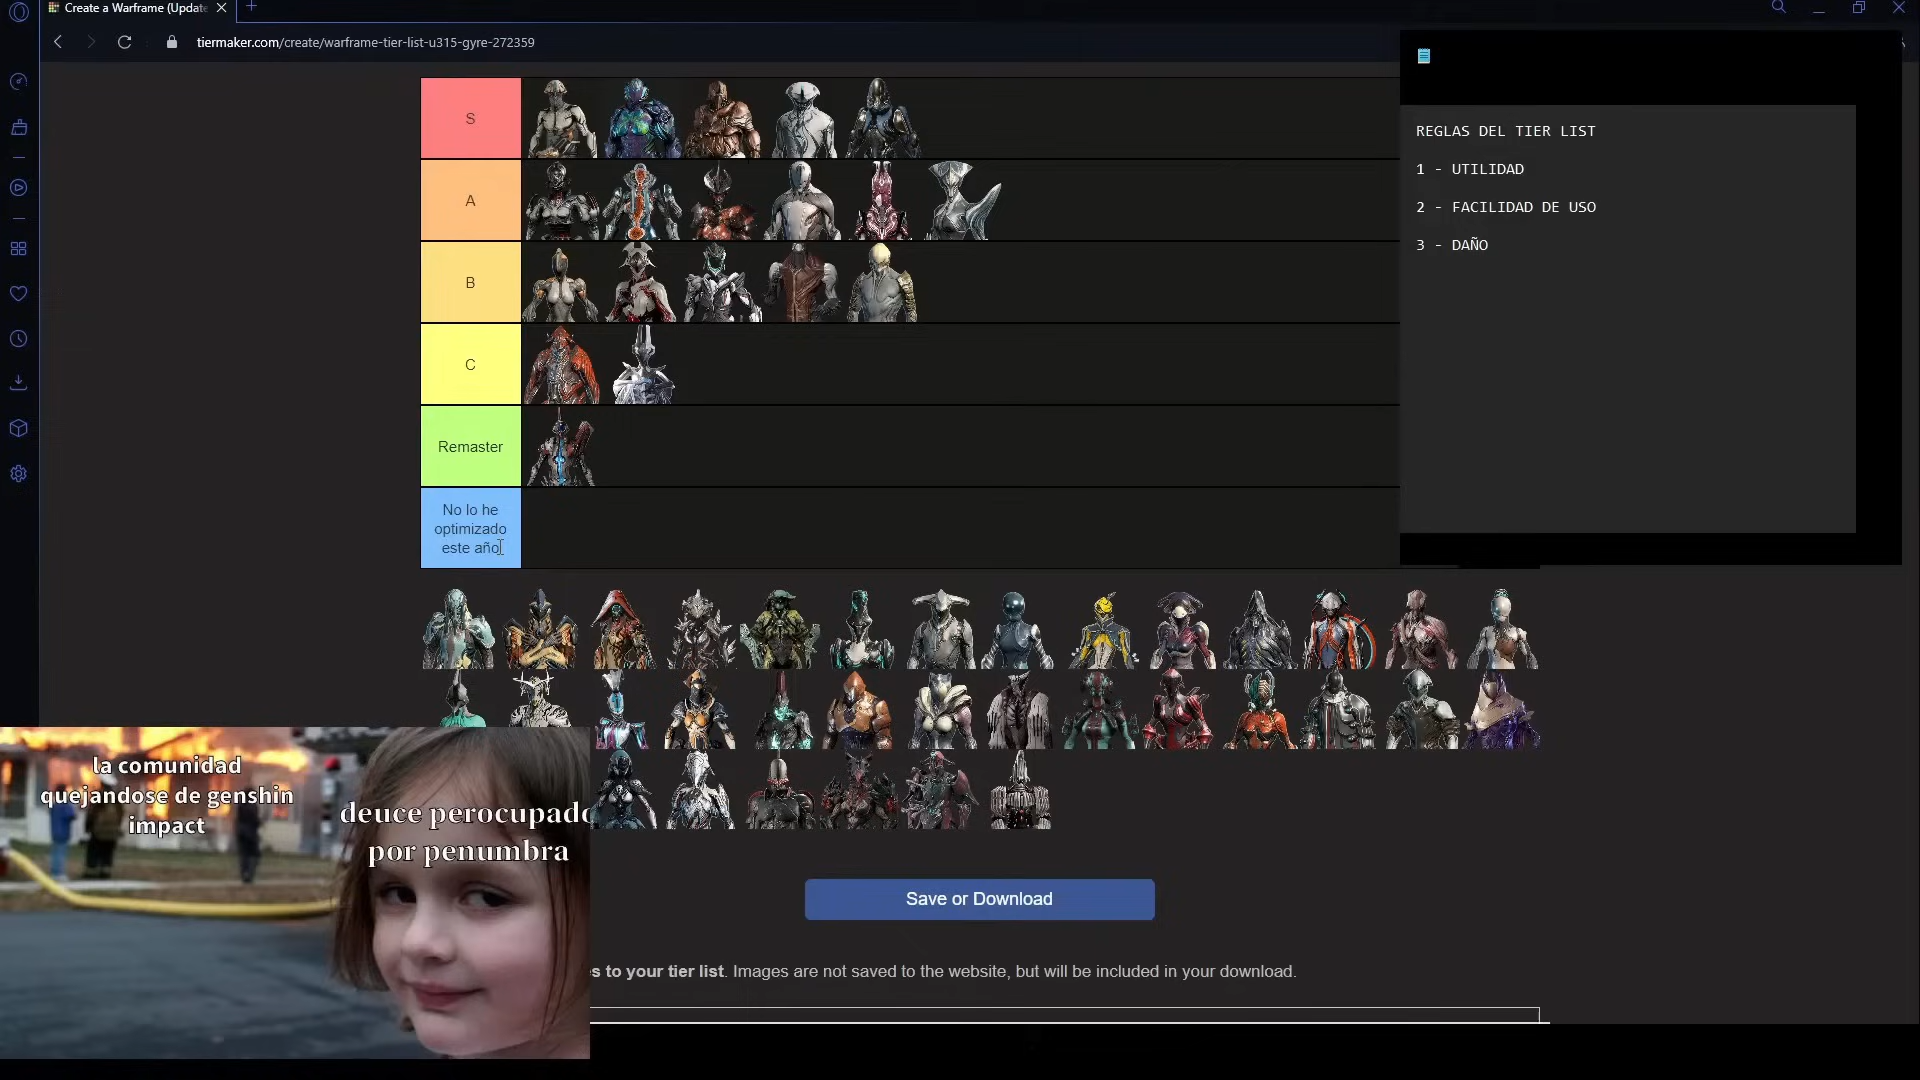 Create a Warframe (Update
tiermaker.com/create/warframe-tier-list-u315-gyre-272359
S
A
B
C
Remaster
No lo he
optimizado
este año
REGLAS DEL TIER LIST
1 - UTILIDAD
2 - FACILIDAD DE USO
3 - DAÑO
la comunidad
quejandose de genshin
impact
deuce perocupado
por penumbra
Save or Download
s to your tier list. Images are not saved to the website, but will be included in your download.